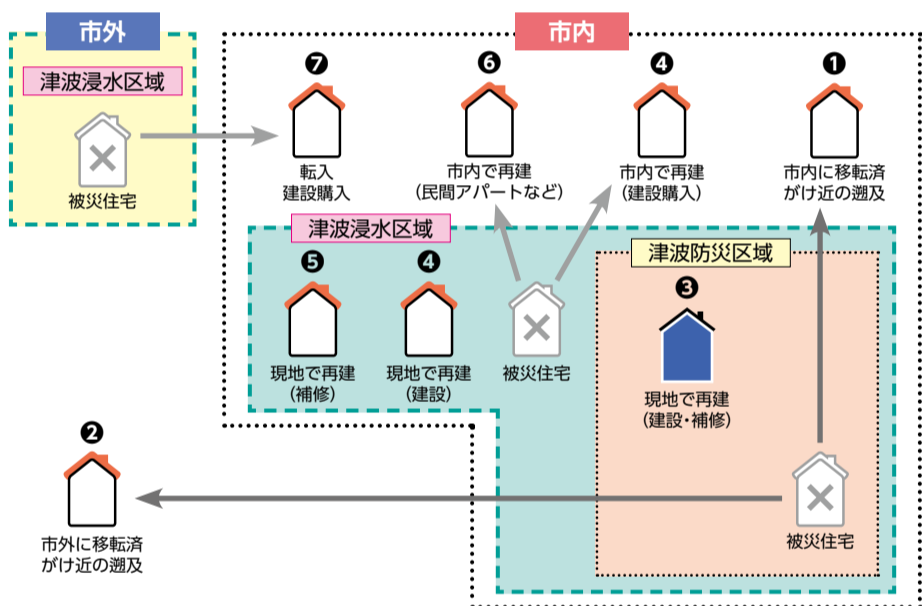 市外
津波浸水区域
被災住宅
市内
❼
転入
建設購入
❻
市内で再建
（民間アパートなど）
❹
市内で再建
（建設購入）
❶
市内に移転済
がけ近の遡及
津波浸水区域
❺
現地で再建
（補修）
❹
現地で再建
（建設）
被災住宅
津波防災区域
❸
現地で再建
（建設・補修）
被災住宅
❷
市外に移転済
がけ近の遡及